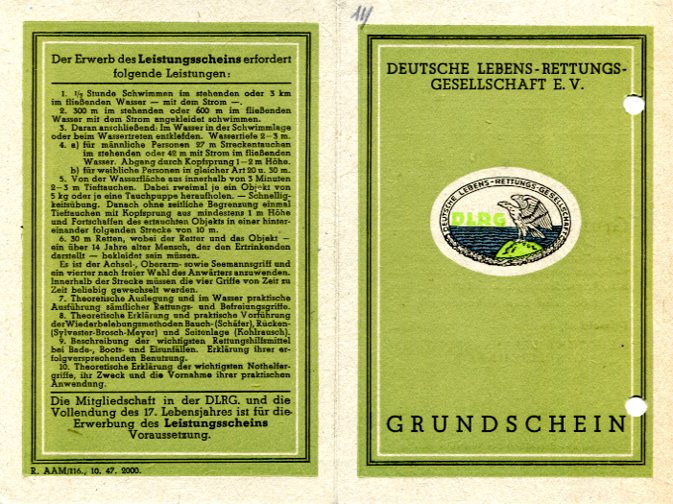 Der Erwerb des Leistungsscheins erfordert
folgende Leistungen:
1. ½ Stunde Schwimmen im stehenden oder 3 km
im fließenden Wasser — mit dem Strom —.
2. 300 m im stehenden oder 600 m im fließenden
Wasser mit dem Strom angekleidet schwimmen.
3. Daran anschließend: Im Wasser in der Schwimmlage
oder beim Wassertreten entkleiden. Wassertiefe 2–3 m.
4. a) für männliche Personen 27 m Streckentauchen
im stehenden oder 42 m mit Strom im fließenden
Wasser. Abgang durch Kopfsprung 1–2 m Höhe.
b) für weibliche Personen in gleicher Art 20 u. 30 m.
5. Von der Wasserfläche aus innerhalb von 3 Minuten
2–3 m Tieftauchen. Dabei zweimal je ein Objekt von
5 kg oder je eine Tauchpuppe heraufholen. — Schnellig-
keitsübung. Danach ohne zeitliche Begrenzung einmal
Tieftauchen mit Kopfsprung aus mindestens 1 m Höhe
und Fortschaffen des ertauchten Objekts in einer hinter-
einander folgenden Strecke von 10 m.
6. 30 m Retten, wobei der Retter und das Objekt —
ein über 14 Jahre alter Mensch, der den Ertrinkenden
darstellt — bekleidet sein müssen.
Es ist der Achsel-, Oberarm- sowie Seemannsgriff und
ein vierter nach freier Wahl des Anwärters anzuwenden.
Innerhalb der Strecke müssen die vier Griffe von Zeit zu
Zeit beliebig gewechselt werden.
7. Theoretische Auslegung und im Wasser praktische
Ausführung sämtlicher Rettungs- und Befreiungsgriffe.
8. Theoretische Erklärung und praktische Vorführung
der Wiederbelebungsmethoden Bauch-(Schäfer), Rücken-
(Sylvester-Brosch-Meyer) und Seitenlage (Kohlrausch).
9. Beschreibung der wichtigsten Rettungshilfsmittel
bei Bade-, Boots- und Eisunfällen. Erklärung ihrer er-
folgversprechenden Benutzung.
10. Theoretische Erklärung der wichtigsten Nothelfer-
griffe, ihr Zweck und die Vornahme ihrer praktischen
Anwendung.
Die Mitgliedschaft in der DLRG. und die
Vollendung des 17. Lebensjahres ist für die
Erwerbung des Leistungsscheins
Voraussetzung.
R. AAM/116., 10. 47. 2000.
DEUTSCHE LEBENS-RETTUNGS-
GESELLSCHAFT E. V.
DEUTSCHE LEBENS-RETTUNGS-GESELLSCHAFT
DLRG
GRUNDSCHEIN